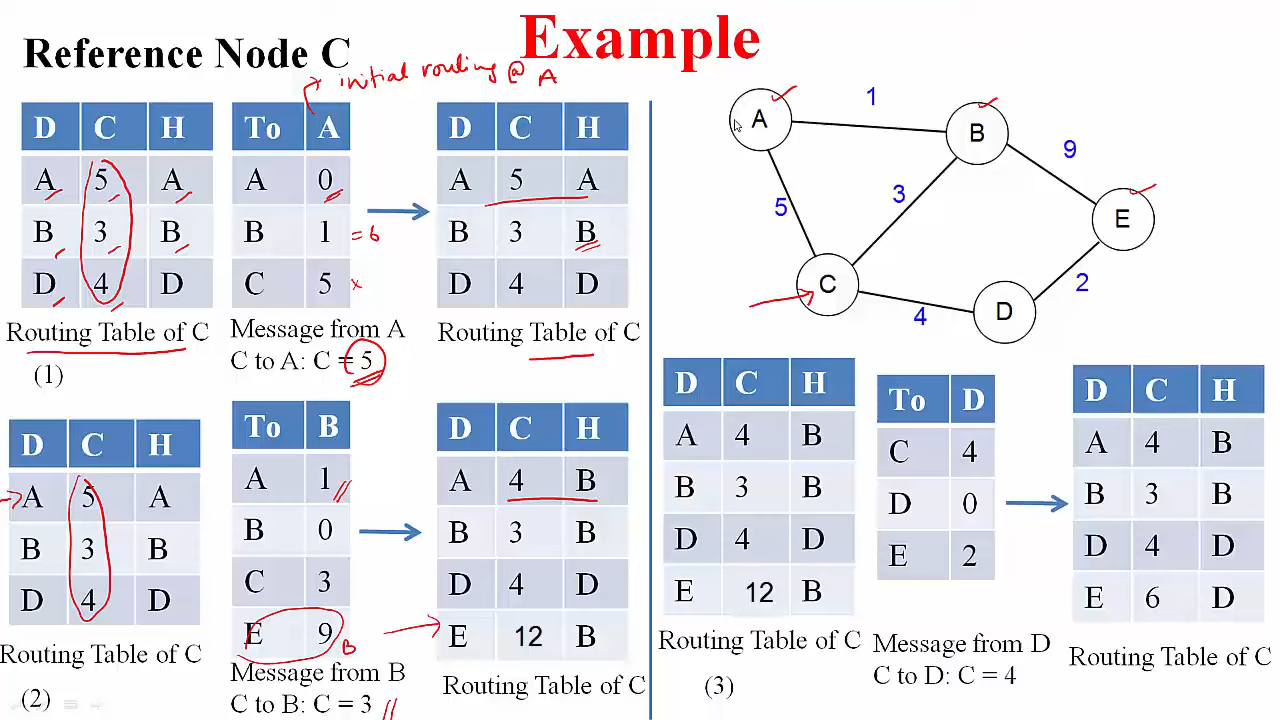 Example
Reference Node C
initial routing @ A
D C H
A 5 A
B 3 B
D 4 D
Routing Table of C
(1)
To A
A 0
B 1 = 6
C 5 x
Message from A
C to A: C = 5
D C H
A 5 A
B 3 B
D 4 D
Routing Table of C
D C H
A 5 A
B 3 B
D 4 D
Routing Table of C
(2)
To B
A 1
B 0
C 3
E 9 B
Message from B
C to B: C = 3
D C H
A 4 B
B 3 B
D 4 D
E 12 B
Routing Table of C
A
1
B
9
5
3
E
C
4
D
2
D C H
A 4 B
B 3 B
D 4 D
E 12 B
Routing Table of C
(3)
To D
C 4
D 0
E 2
Message from D
C to D: C = 4
D C H
A 4 B
B 3 B
D 4 D
E 6 D
Routing Table of C